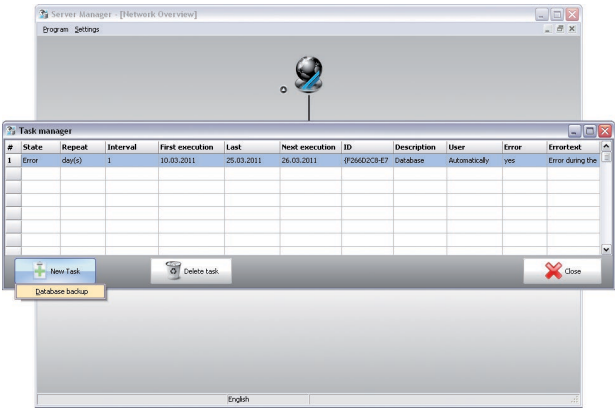 Server Manager - [Network Overview]
Program Settings
Task manager
# State Repeat Interval First execution Last Next execution ID Description User Error Errortext
1 Error day(s) 1 10.03.2011 25.03.2011 26.03.2011 {F266D2C8-E7 Database Automatically yes Error during the
New Task Delete task Close
Database backup
English